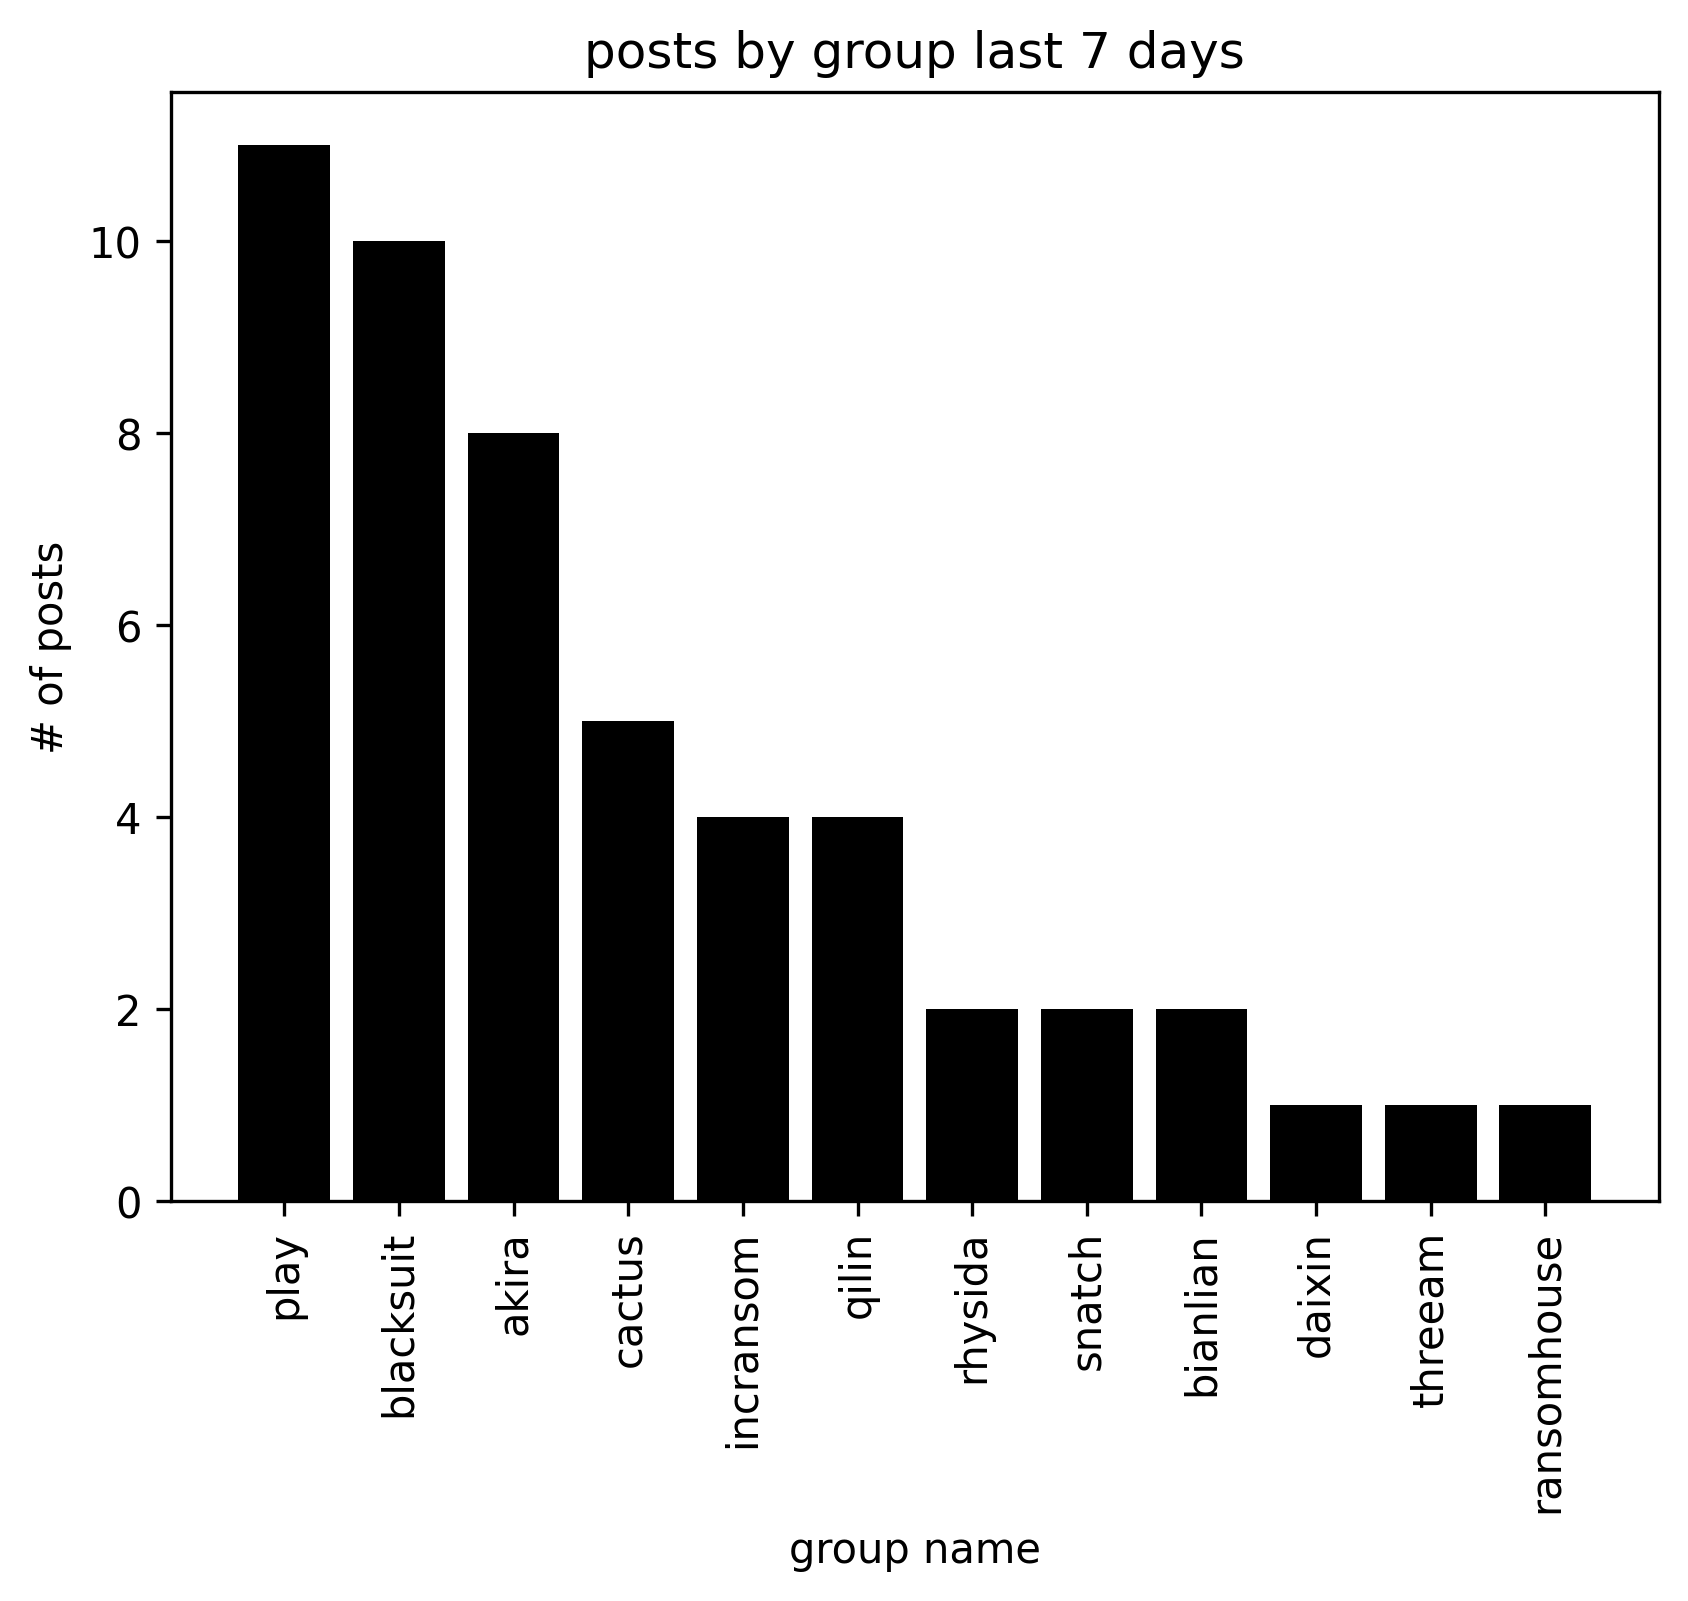 posts by group last 7 days
# of posts
10
8
6
4
2
0
play
blacksuit
akira
cactus
incransom
qilin
rhysida
snatch
bianlian
daixin
threeam
ransomhouse
group name